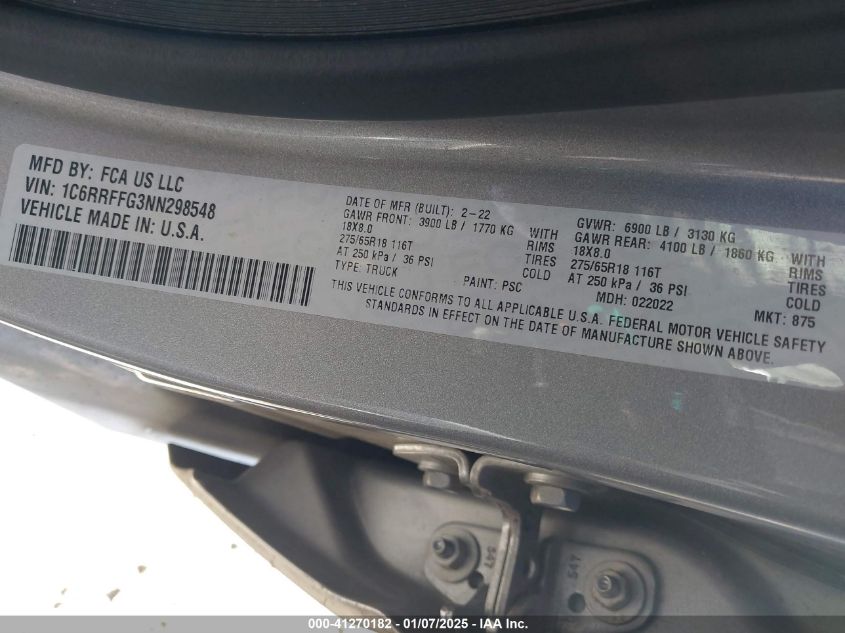 MFD BY: FCA US LLC
VIN: 1C6RRFFG3NN298548
VEHICLE MADE IN: U.S.A.
DATE OF MFR (BUILT): 2-22
GAWR FRONT: 3900 LB / 1770 KG WITH
18X8.0 RIMS
275/65R18 116T TIRES
AT 250 kPa / 36 PSI COLD
TYPE: TRUCK PAINT: PSC
GVWR: 6900 LB / 3130 KG
GAWR REAR: 4100 LB / 1860 KG WITH
18X8.0 RIMS
275/65R18 116T TIRES
AT 250 kPa / 36 PSI COLD
MDH: 022022 MKT: 875
THIS VEHICLE CONFORMS TO ALL APPLICABLE U.S.A. FEDERAL MOTOR VEHICLE SAFETY
STANDARDS IN EFFECT ON THE DATE OF MANUFACTURE SHOWN ABOVE.
547
547
000-41270182 - 01/07/2025 - IAA Inc.